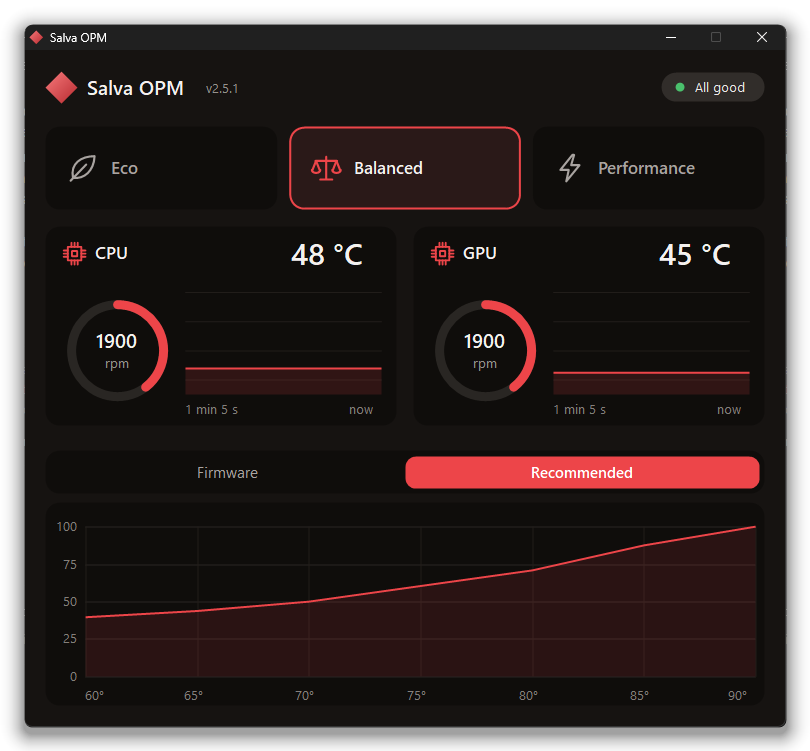 Salva OPM
Salva OPM v2.5.1 All good
Eco Balanced Performance
CPU 48 °C GPU 45 °C
1900 1900
rpm rpm
1 min 5 s now 1 min 5 s now
Firmware Recommended
100
75
50
25
0
60° 65° 70° 75° 80° 85° 90°